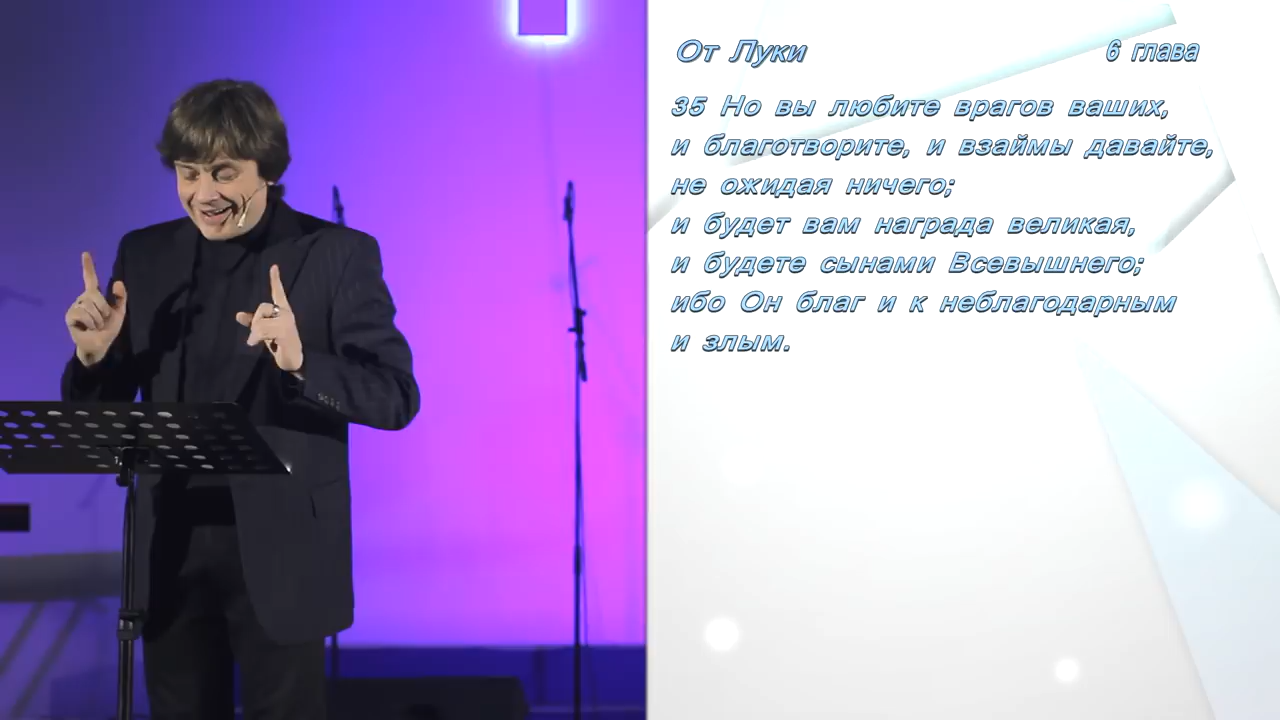 От Луки 6 глава
35 Но вы любите врагов ваших,
и благотворите, и взаймы давайте,
не ожидая ничего;
и будет вам награда великая,
и будете сынами Всевышнего;
ибо Он благ и к неблагодарным
и злым.